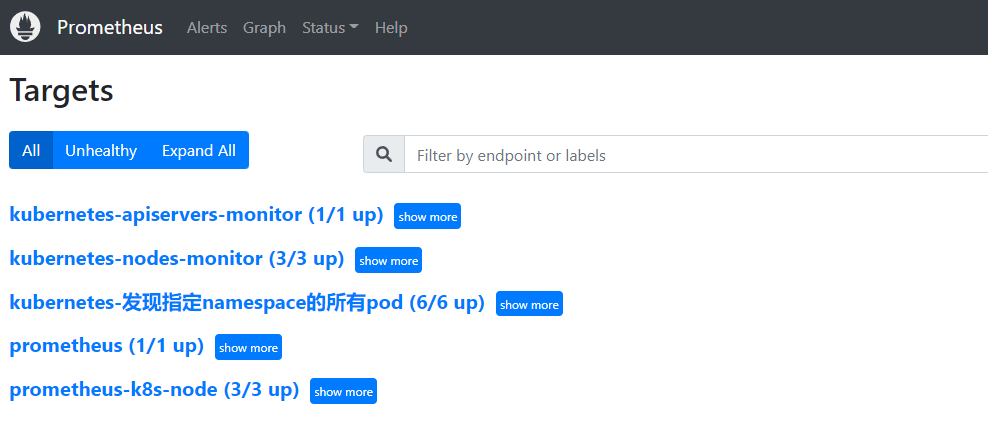 Prometheus Alerts Graph Status Help
Targets
All Unhealthy Expand All Filter by endpoint or labels
kubernetes-apiservers-monitor (1/1 up) show more
kubernetes-nodes-monitor (3/3 up) show more
kubernetes-发现指定namespace的所有pod (6/6 up) show more
prometheus (1/1 up) show more
prometheus-k8s-node (3/3 up) show more